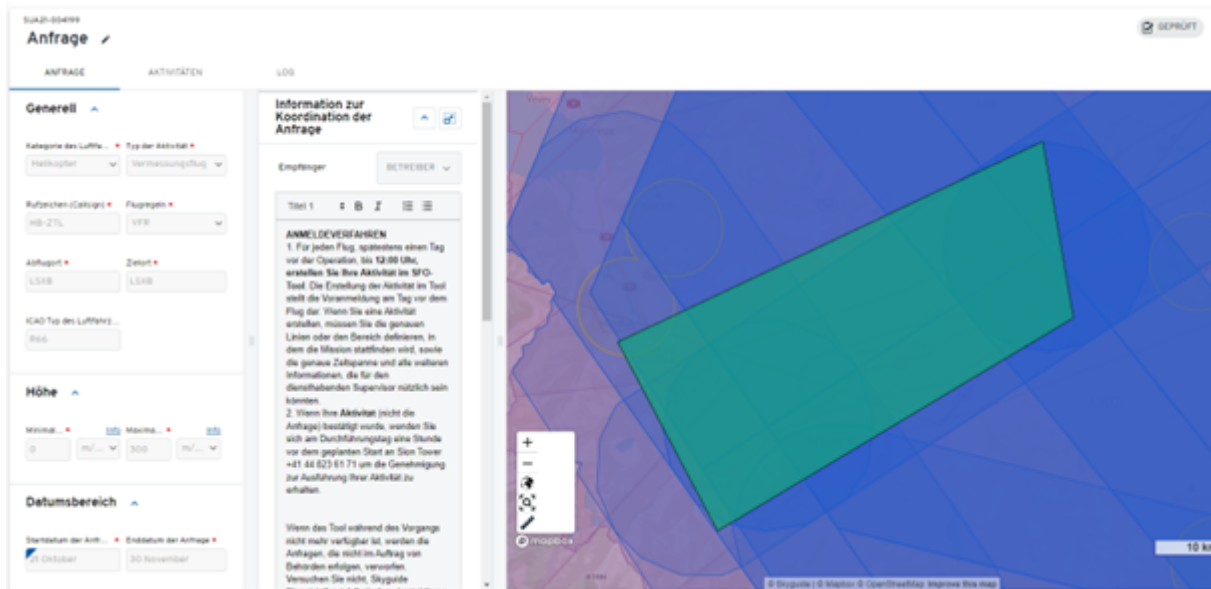 SUA21-004199
Anfrage
GEPRÜFT
ANFRAGE
AKTIVITÄTEN
LOG
Generell
Kategorie des Luftfa... *
Typ der Aktivität *
Helikopter
Vermessungsflug
Rufzeichen (Callsign) *
Flugregeln *
HB-ZTL
VFR
Abflugort *
Zielort *
LSXB
LSXB
ICAO Typ des Luftfahrz...
R66
Höhe
Minimal... *
Info
Maxima... *
Info
0
m/...
300
m/...
Datumsbereich
Startdatum der Anfr... *
Enddatum der Anfrage *
21 Oktober
30 November
Information zur
Koordination der
Anfrage
Empfänger
BETREIBER
Titel 1
B
I
ANMELDEVERFAHREN
1. Für jeden Flug, spätestens einen Tag
vor der Operation, bis 12:00 Uhr,
erstellen Sie Ihre Aktivität im SFO-
Tool. Die Erstellung der Aktivität im Tool
stellt die Voranmeldung am Tag vor dem
Flug dar. Wenn Sie eine Aktivität
erstellen, müssen Sie die genauen
Linien oder den Bereich definieren, in
dem die Mission stattfinden wird, sowie
die genaue Zeitspanne und alle weiteren
Informationen, die für den
diensthabenden Supervisor nützlich sein
könnten.
2. Wenn Ihre Aktivität (nicht die
Anfrage) bestätigt wurde, wenden Sie
sich am Durchführungstag eine Stunde
vor dem geplanten Start an Sion Tower
+41 44 823 61 71 um die Genehmigung
zur Ausführung Ihrer Aktivität zu
erhalten.
Wenn das Tool während des Vorgangs
nicht mehr verfügbar ist, werden die
Anfragen, die nicht im Auftrag von
Behörden erfolgen, verworfen.
Versuchen Sie nicht, Skyguide
mapbox
10 k
© Skyguide | © Mapbox © OpenStreetMap Improve this map